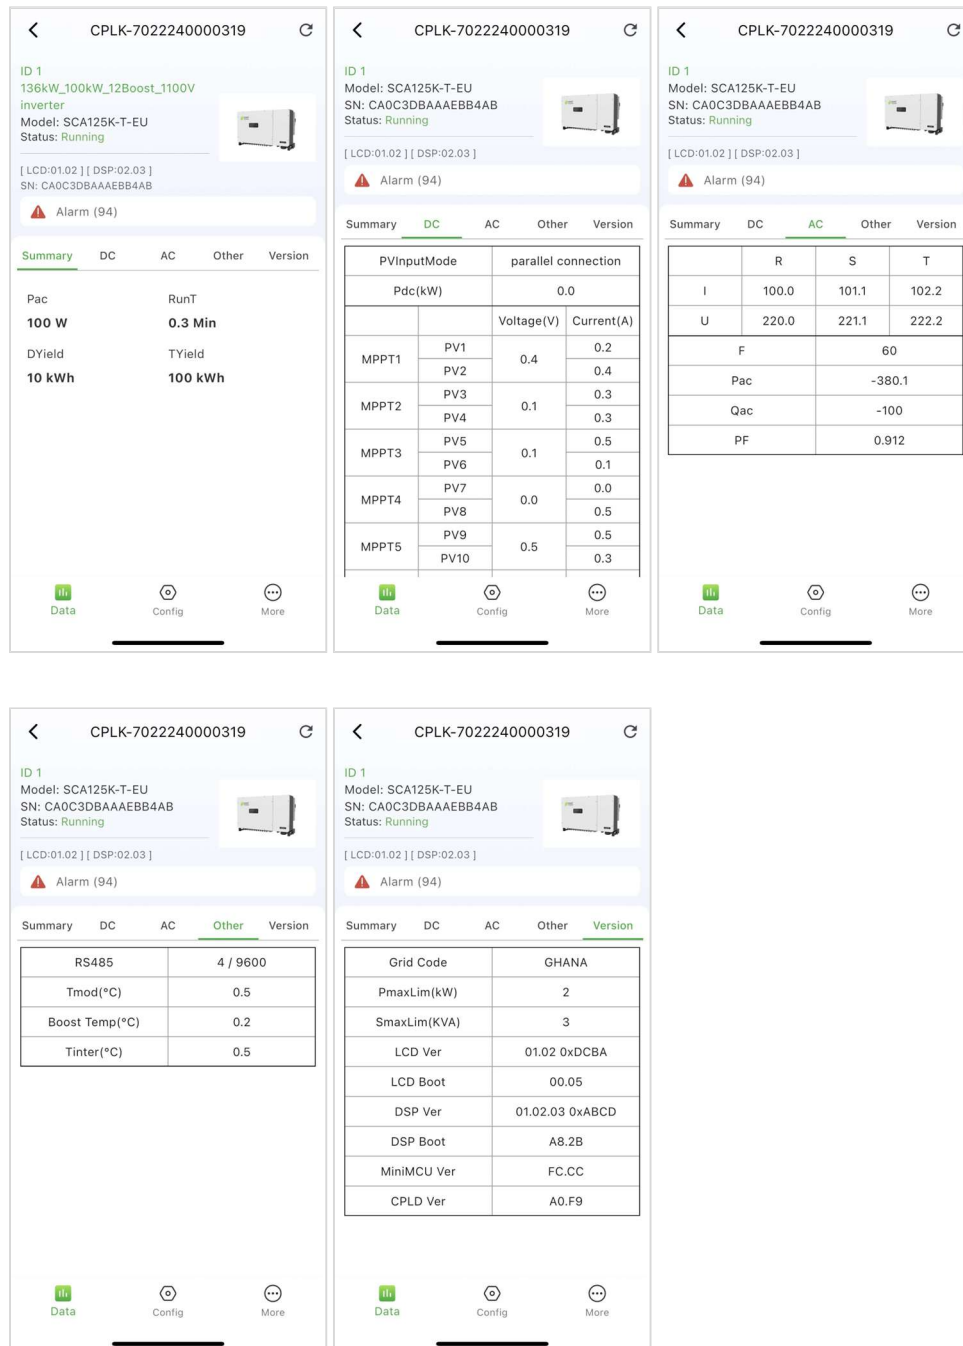 CPLK-7022240000319
ID 1
136kW_100kW_12Boost_1100V
inverter
Model: SCA125K-T-EU
Status: Running
[ LCD:01.02 ] [ DSP:02.03 ]
SN: CA0C3DBAAAEBB4AB
Alarm (94)
Summary DC AC Other Version
Pac RunT
100 W 0.3 Min
DYield TYield
10 kWh 100 kWh
Data Config More
CPLK-7022240000319
ID 1
Model: SCA125K-T-EU
SN: CA0C3DBAAAEBB4AB
Status: Running
[ LCD:01.02 ] [ DSP:02.03 ]
Alarm (94)
Summary DC AC Other Version
PVInputMode parallel connection
Pdc(kW) 0.0
Voltage(V) Current(A)
MPPT1 PV1 0.4 0.2
PV2 0.4
MPPT2 PV3 0.1 0.3
PV4 0.3
MPPT3 PV5 0.1 0.5
PV6 0.1
MPPT4 PV7 0.0 0.0
PV8 0.5
MPPT5 PV9 0.5 0.5
PV10 0.3
Data Config More
CPLK-7022240000319
ID 1
Model: SCA125K-T-EU
SN: CA0C3DBAAAEBB4AB
Status: Running
[ LCD:01.02 ] [ DSP:02.03 ]
Alarm (94)
Summary DC AC Other Version
R S T
I 100.0 101.1 102.2
U 220.0 221.1 222.2
F 60
Pac -380.1
Qac -100
PF 0.912
Data Config More
CPLK-7022240000319
ID 1
Model: SCA125K-T-EU
SN: CA0C3DBAAAEBB4AB
Status: Running
[ LCD:01.02 ] [ DSP:02.03 ]
Alarm (94)
Summary DC AC Other Version
RS485 4 / 9600
Tmod(°C) 0.5
Boost Temp(°C) 0.2
Tinter(°C) 0.5
Data Config More
CPLK-7022240000319
ID 1
Model: SCA125K-T-EU
SN: CA0C3DBAAAEBB4AB
Status: Running
[ LCD:01.02 ] [ DSP:02.03 ]
Alarm (94)
Summary DC AC Other Version
Grid Code GHANA
PmaxLim(kW) 2
SmaxLim(KVA) 3
LCD Ver 01.02 0xDCBA
LCD Boot 00.05
DSP Ver 01.02.03 0xABCD
DSP Boot A8.2B
MiniMCU Ver FC.CC
CPLD Ver A0.F9
Data Config More